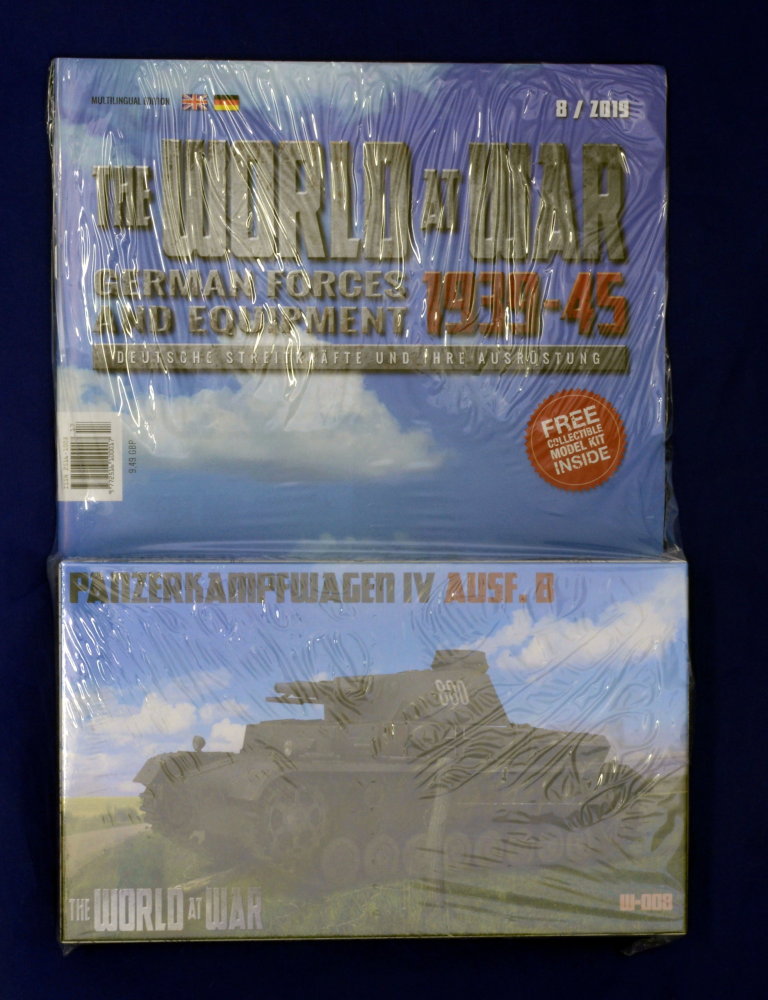 MULTILINGUAL EDITION
8 / 2019
THE WORLD AT WAR
GERMAN FORCES
AND EQUIPMENT 1939-45
DEUTSCHE STREITKRÄFTE UND IHRE AUSRÜSTUNG
FREE
COLLECTIBLE
MODEL KIT
INSIDE
9.49 GBP
PANZERKAMPFWAGEN IV AUSF. B
800
THE WORLD AT WAR
W-008